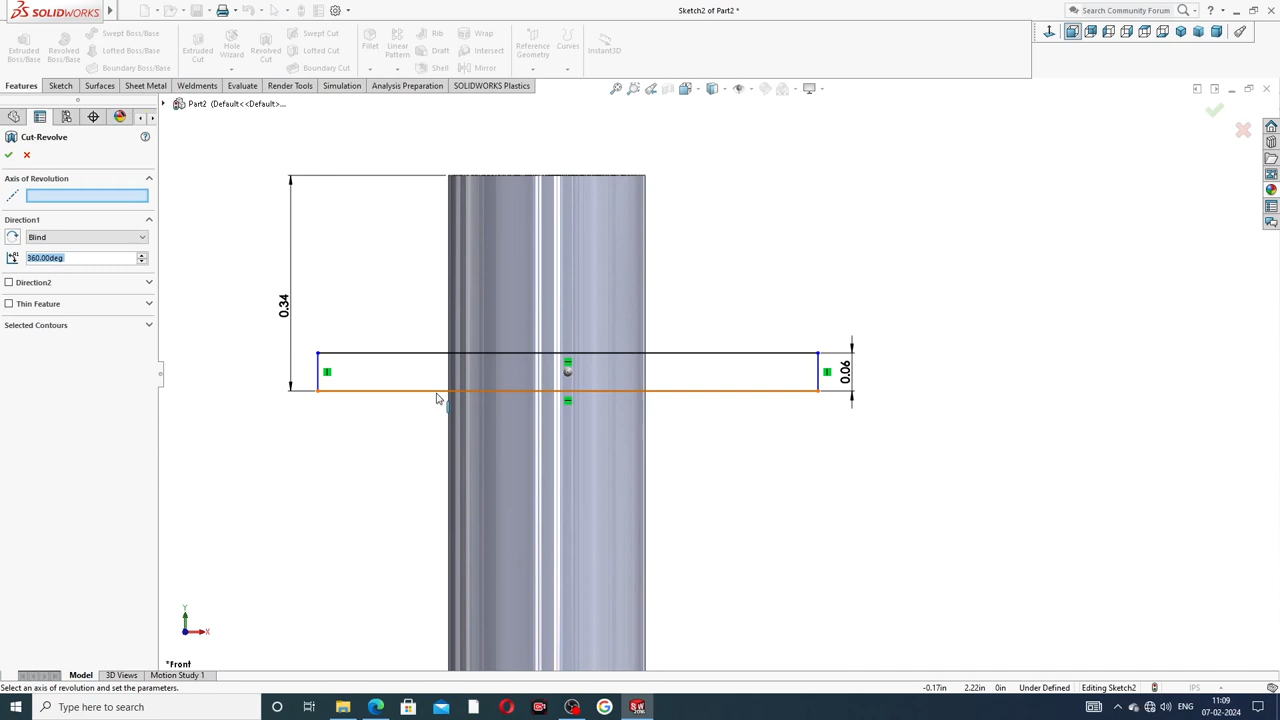 SOLIDWORKS
Sketch2 of Part2 *
Search Community Forum
Extruded Boss/Base
Revolved Boss/Base
Swept Boss/Base
Lofted Boss/Base
Boundary Boss/Base
Extruded Cut
Hole Wizard
Revolved Cut
Swept Cut
Lofted Cut
Boundary Cut
Fillet
Linear Pattern
Rib
Draft
Shell
Wrap
Intersect
Mirror
Reference Geometry
Curves
Instant3D
Features
Sketch
Surfaces
Sheet Metal
Weldments
Evaluate
Render Tools
Simulation
Analysis Preparation
SOLIDWORKS Plastics
Part2 (Default<<Default>...
Cut-Revolve
Axis of Revolution
Direction1
Blind
360.00deg
Direction2
Thin Feature
Selected Contours
0.34
0.06
Y
X
*Front
Model
3D Views
Motion Study 1
Select an axis of revolution and set the parameters.
-0.17in
2.22in
0in
Under Defined
Editing Sketch2
IPS
Type here to search
ENG
11:09
07-02-2024